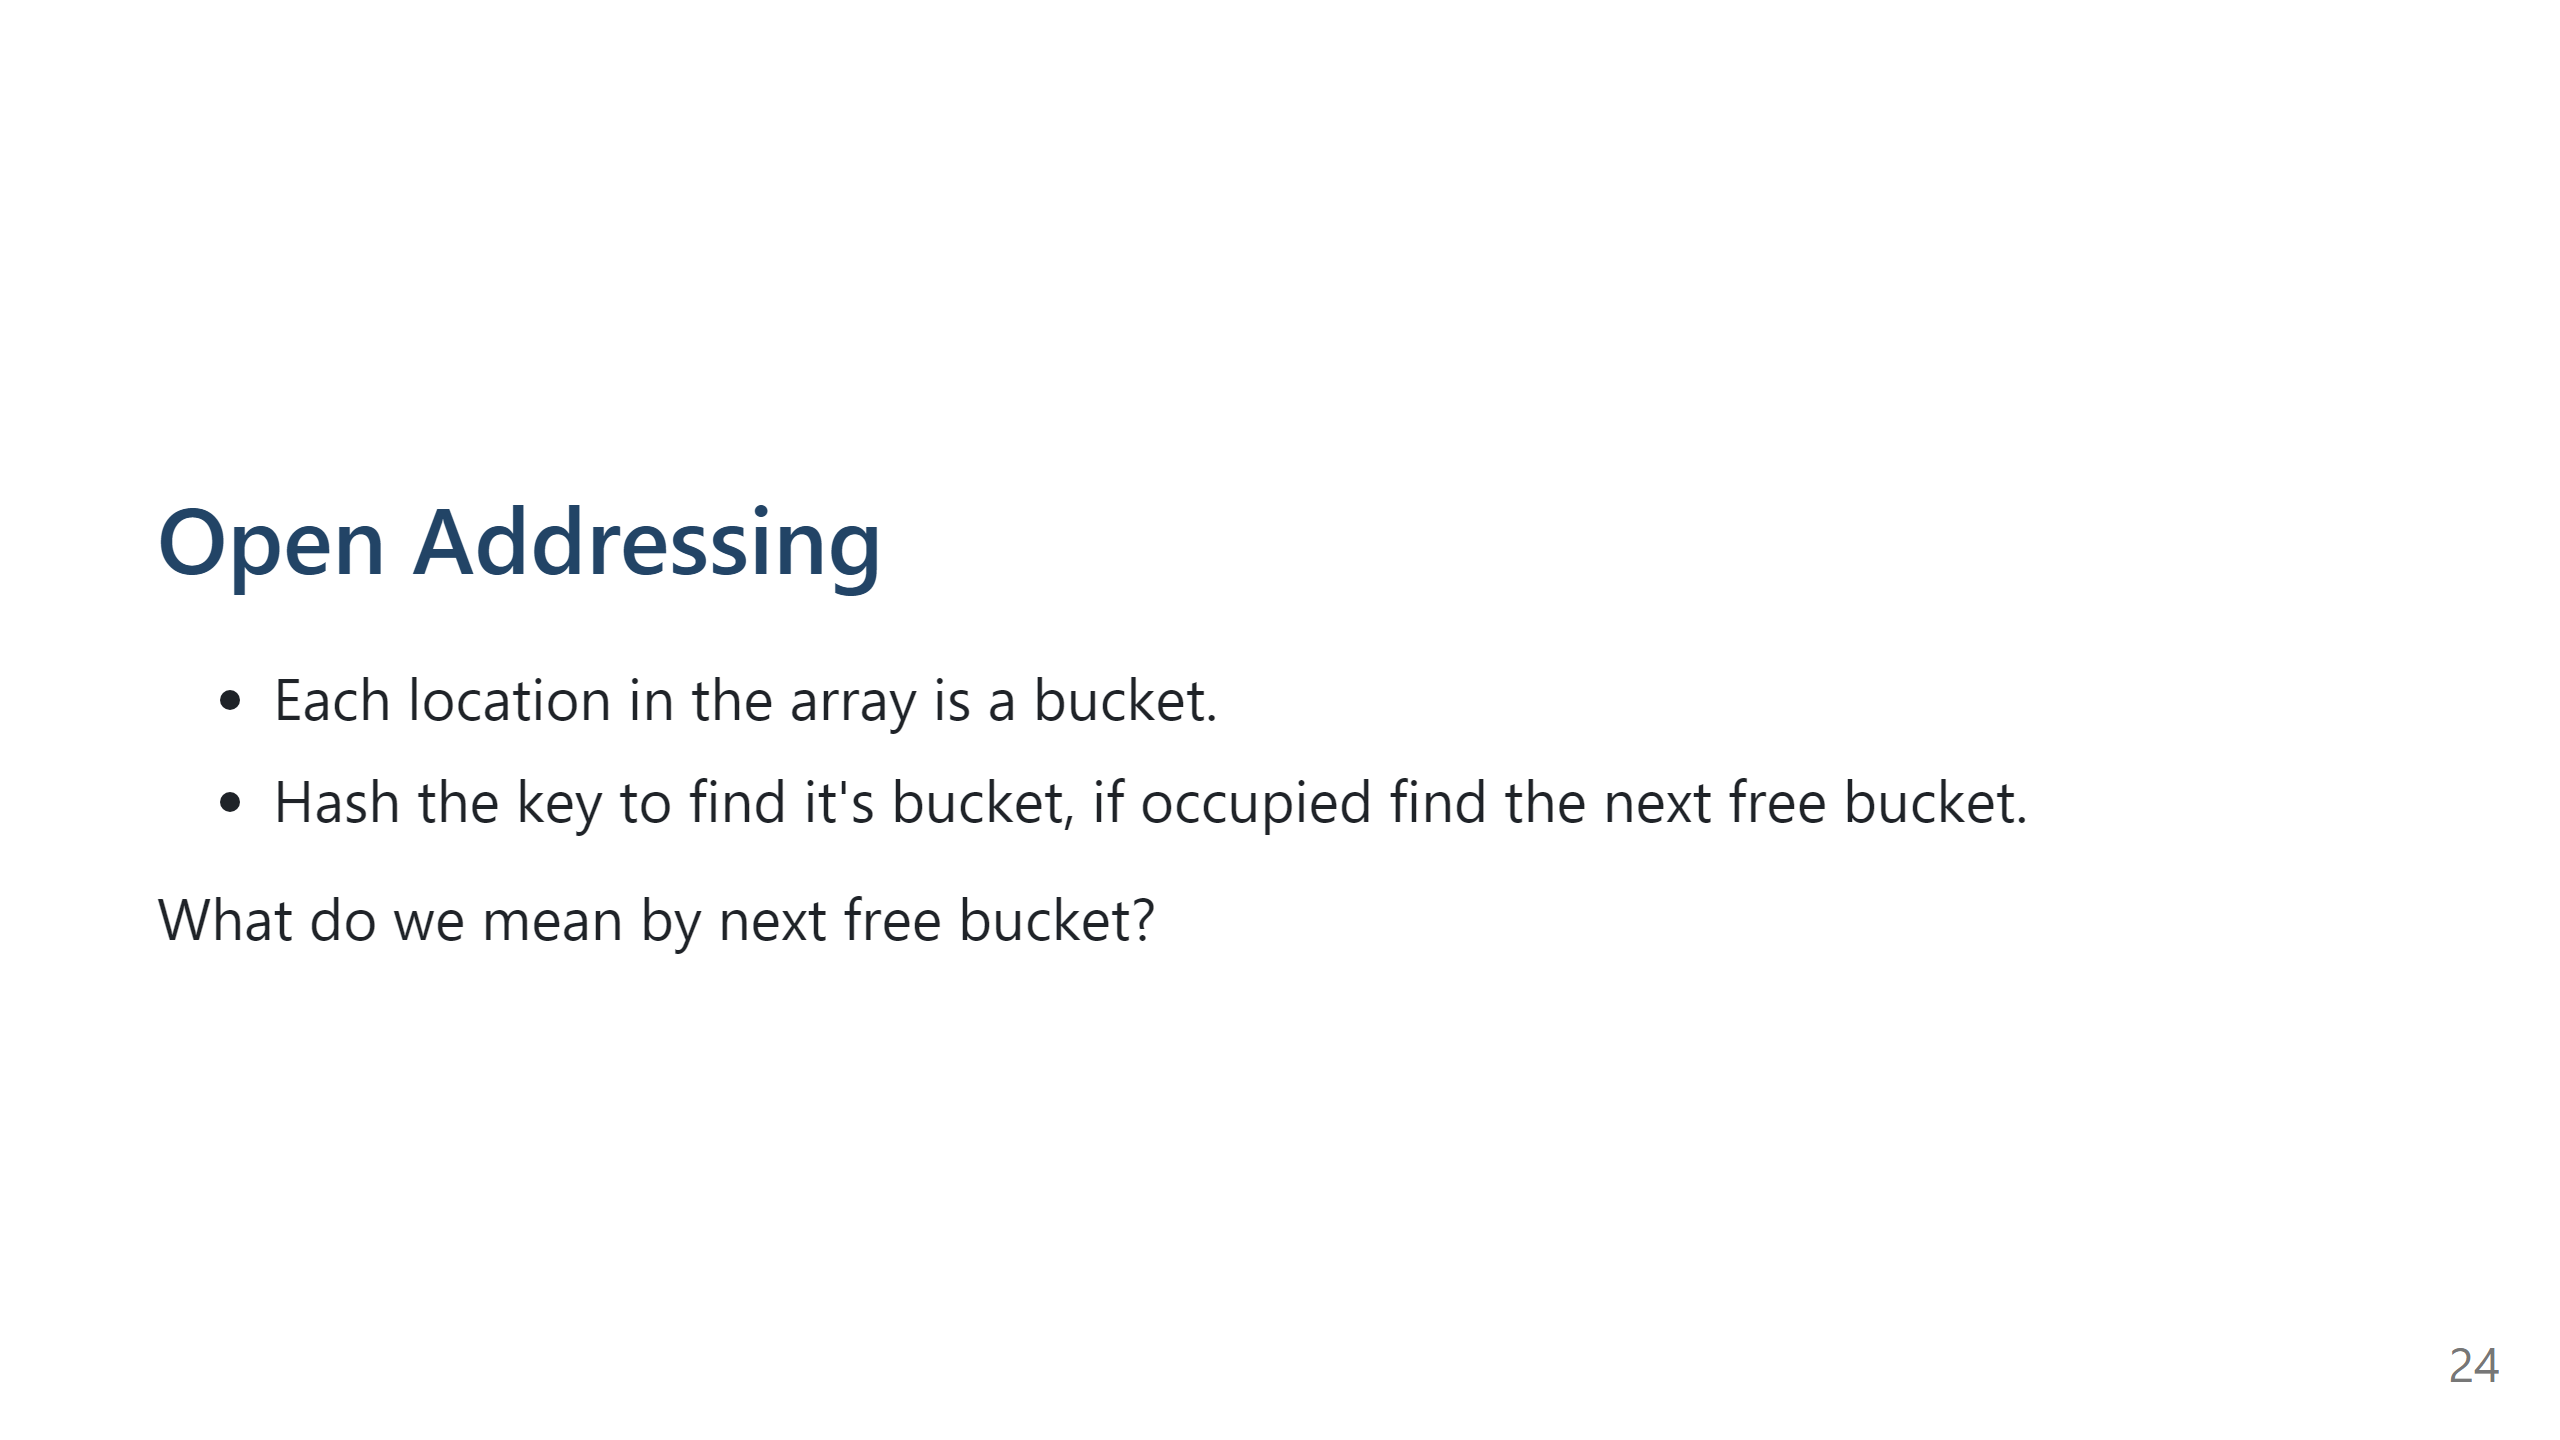 Open Addressing
• Each location in the array is a bucket.
• Hash the key to find it's bucket, if occupied find the next free bucket.
What do we mean by next free bucket?
24